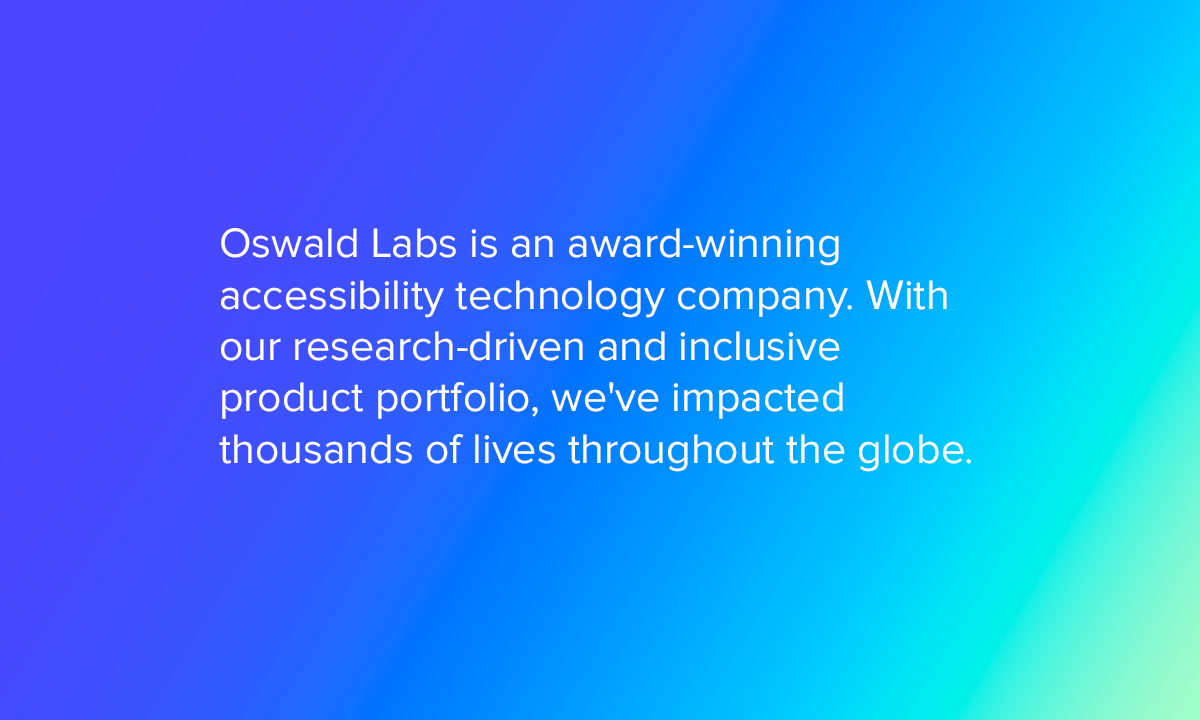 Oswald Labs is an award-winning
accessibility technology company. With
our research-driven and inclusive
product portfolio, we've impacted
thousands of lives throughout the globe.